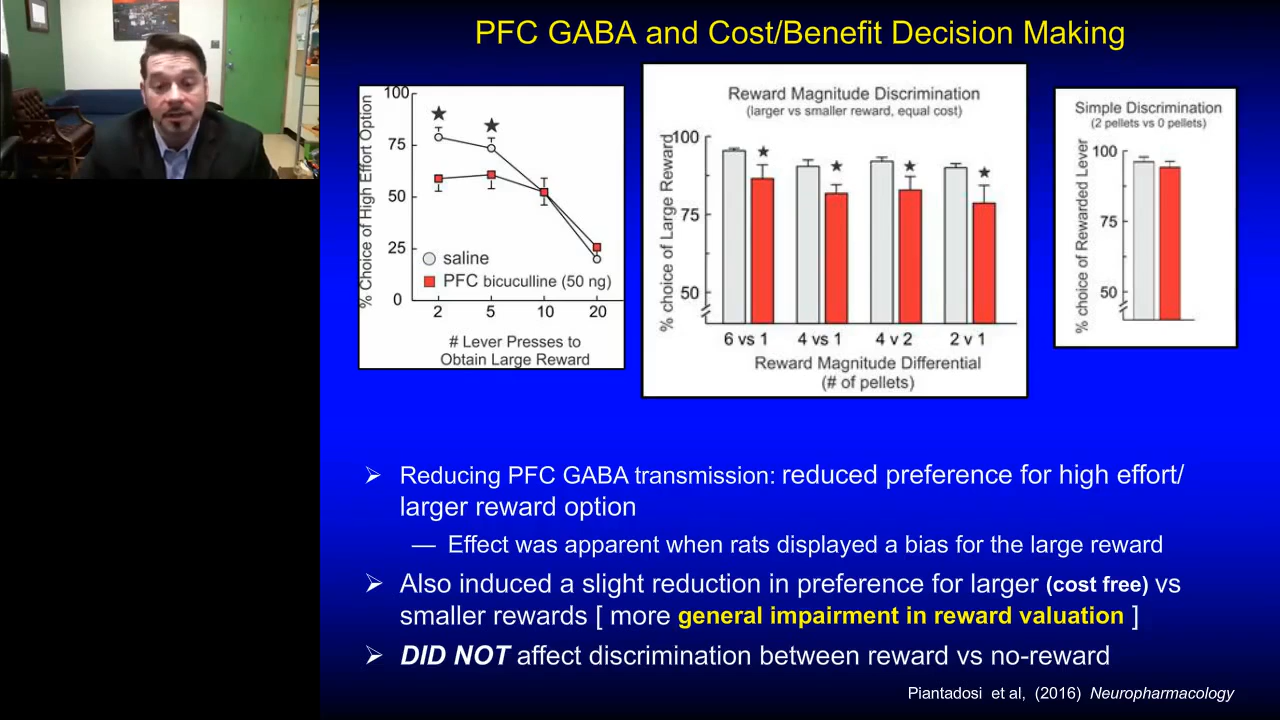 PFC GABA and Cost/Benefit Decision Making
% Choice of High Effort Option
100
75
50
25
0
★
★
saline
PFC bicuculline (50 ng)
2 5 10 20
# Lever Presses to
Obtain Large Reward
Reward Magnitude Discrimination
(larger vs smaller reward, equal cost)
% choice of Large Reward
100
75
50
★ ★ ★ ★
6 vs 1 4 vs 1 4 v 2 2 v 1
Reward Magnitude Differential
(# of pellets)
Simple Discrimination
(2 pellets vs 0 pellets)
% choice of Rewarded Lever
100
75
50
➢ Reducing PFC GABA transmission: reduced preference for high effort/
larger reward option
— Effect was apparent when rats displayed a bias for the large reward
➢ Also induced a slight reduction in preference for larger (cost free) vs
smaller rewards [ more general impairment in reward valuation ]
➢ DID NOT affect discrimination between reward vs no-reward
Piantadosi et al, (2016) Neuropharmacology